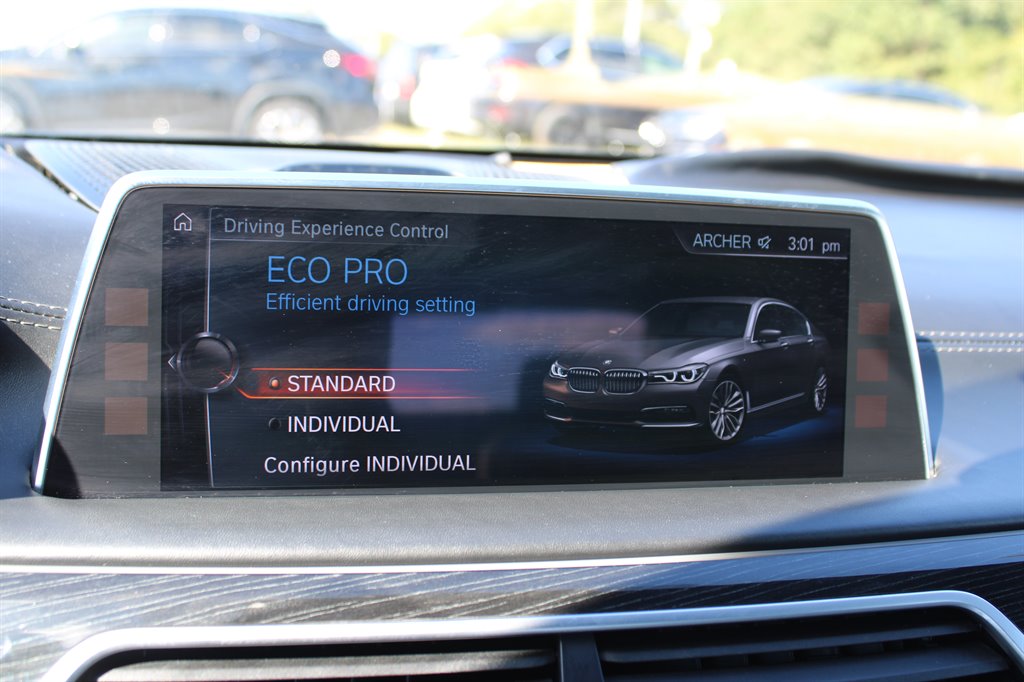 Driving Experience Control
ARCHER 3:01 pm
ECO PRO
Efficient driving setting
STANDARD
INDIVIDUAL
Configure INDIVIDUAL